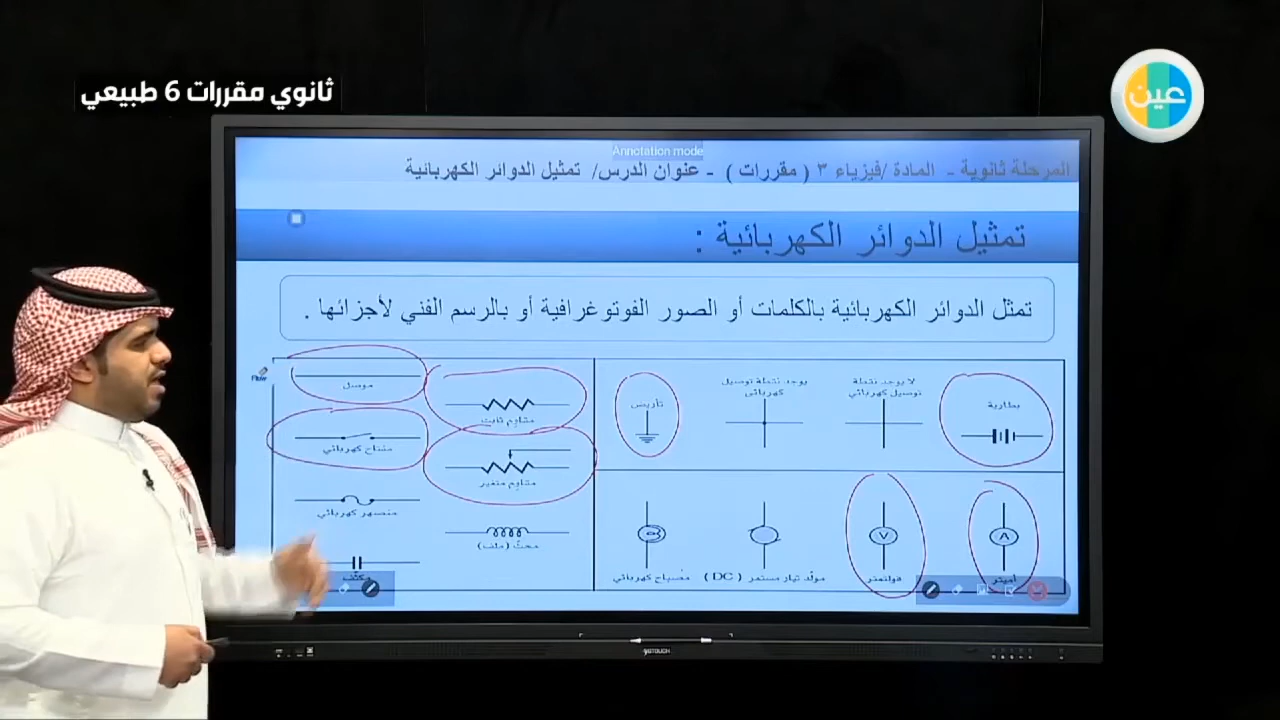 ثانوي مقررات 6 طبيعي
عين
Annotation mode
المرحلة ثانوية - المادة /فيزياء ٣ ( مقررات ) - عنوان الدرس/ تمثيل الدوائر الكهربائية
تمثيل الدوائر الكهربائية :
تمثل الدوائر الكهربائية بالكلمات أو الصور الفوتوغرافية أو بالرسم الفني لأجزائها .
بطارية
لا يوجد نقطة
توصيل كهربائي
يوجد نقطة توصيل
كهربائي
تأريض
أميتر
A
فولتمتر
V
مولّد تيار مستمر ( DC )
مصباح كهربائي
مقاوم ثابت
مقاوم متغير
محثّ (ملف)
موصل
مفتاح كهربائي
منصهر كهربائي
مكثّف
Flow